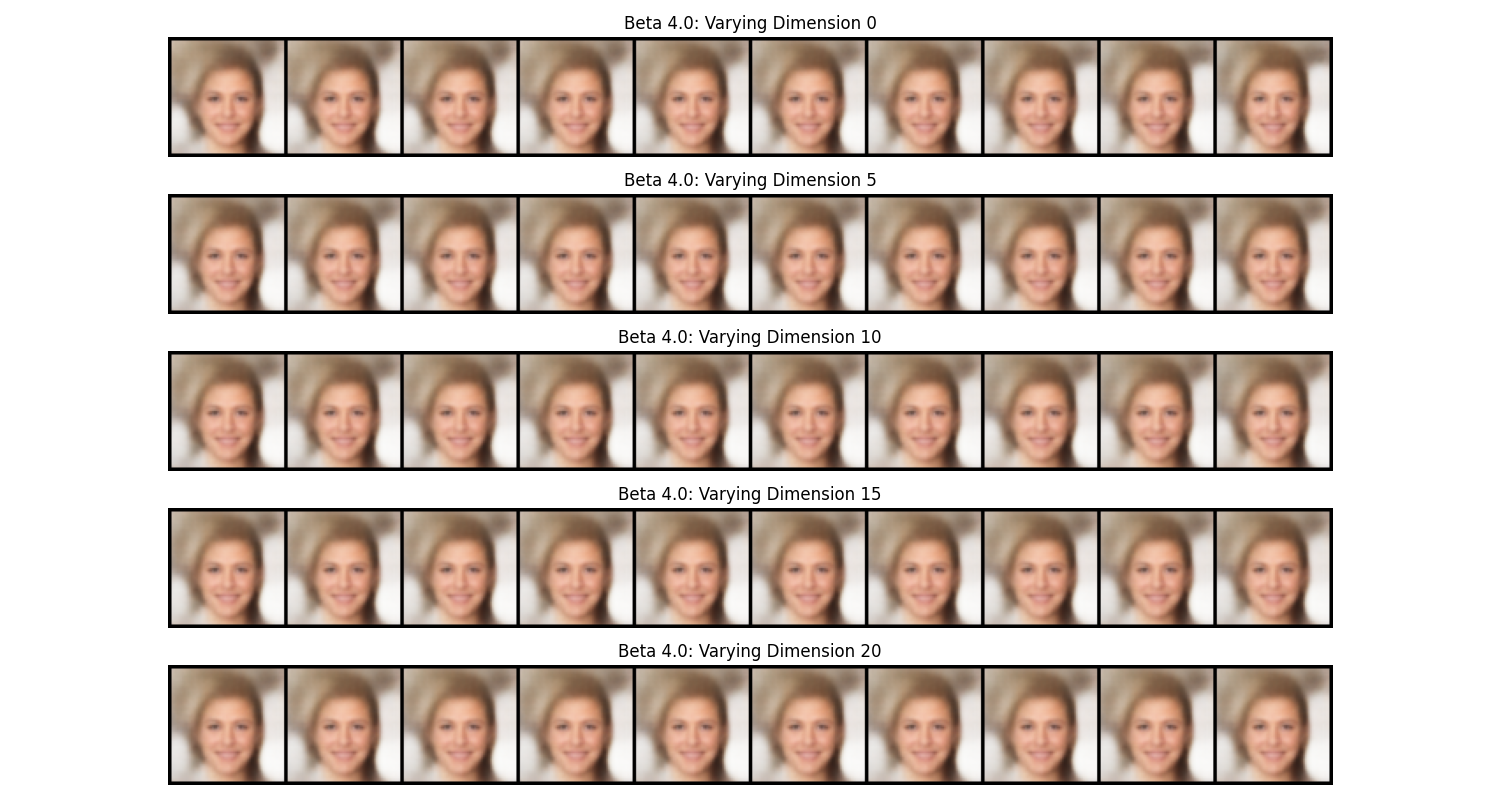 Beta 4.0: Varying Dimension 0
Beta 4.0: Varying Dimension 5
Beta 4.0: Varying Dimension 10
Beta 4.0: Varying Dimension 15
Beta 4.0: Varying Dimension 20